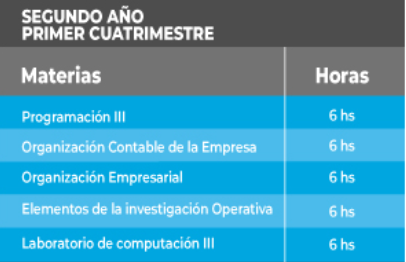 SEGUNDO AÑO
PRIMER CUATRIMESTRE
Materias Horas
Programación III 6 hs
Organización Contable de la Empresa 6 hs
Organización Empresarial 6 hs
Elementos de la investigación Operativa 6 hs
Laboratorio de computación III 6 hs